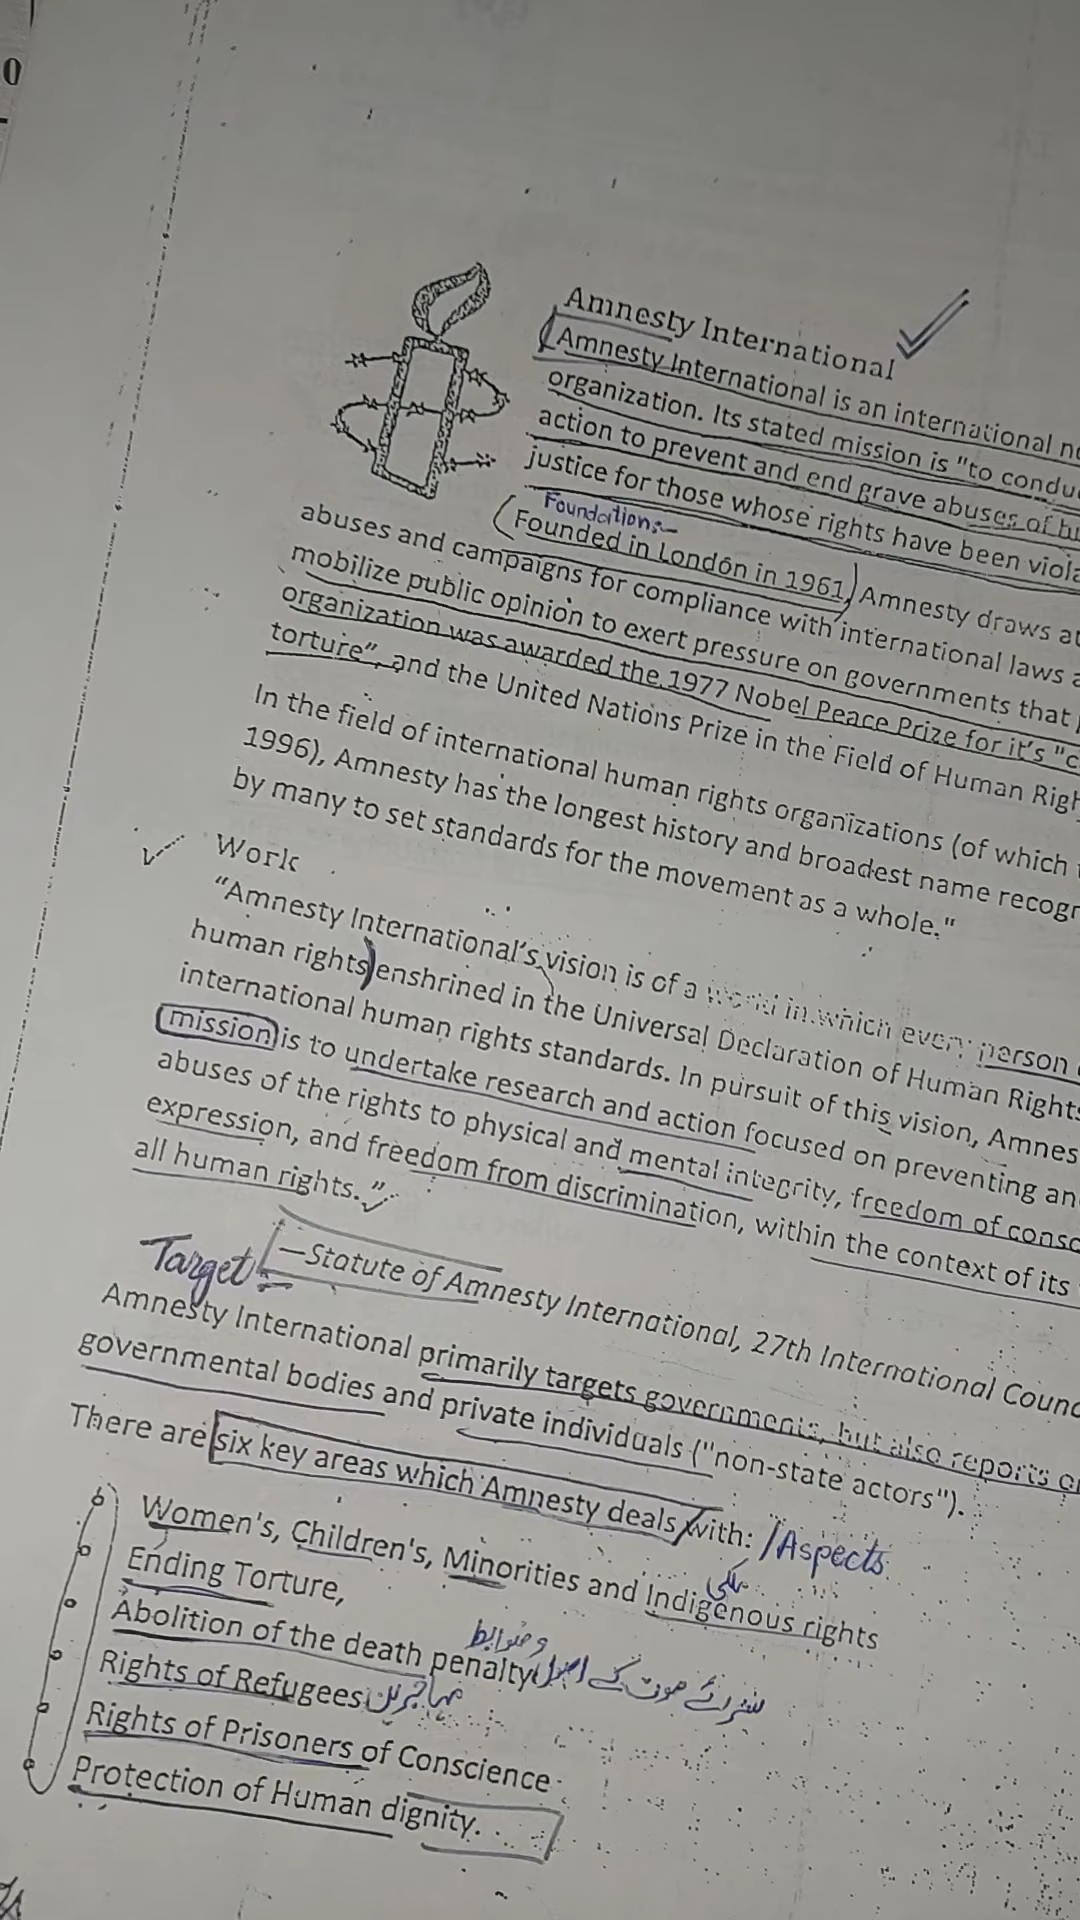 0
Amnesty International
Amnesty International is an international
organization. Its stated mission is "to
action to prevent and end grave abuses of
justice for those whose rights have been
Foundation:-
Founded in London in 1961, Amnesty draws
abuses and campaigns for compliance with international laws
mobilize public opinion to exert pressure on governments that
organization was awarded the 1977 Nobel Peace Prize for it's
torture", and the United Nations Prize in the Field of Human
In the field of international human rights organizations (of which
1996), Amnesty has the longest history and broadest name
by many to set standards for the movement as a whole."
Work
"Amnesty International's vision is of a world in which every person
human rights enshrined in the Universal Declaration of Human Rights
international human rights standards. In pursuit of this vision,
mission is to undertake research and action focused on preventing
abuses of the rights to physical and mental integrity, freedom of
expression, and freedom from discrimination, within the context of its
all human rights."
Target:-
—Statute of Amnesty International, 27th International
Amnesty International primarily targets governments, but also reports
governmental bodies and private individuals ("non-state actors").
There are six key areas which Amnesty deals with: /Aspects
Women's, Children's, Minorities and Indigenous rights
ملکی
Ending Torture,
Abolition of the death penalty سزائے موت کے اصول و ضوابط
Rights of Refugees مہاجرین
Rights of Prisoners of Conscience
Protection of Human dignity.